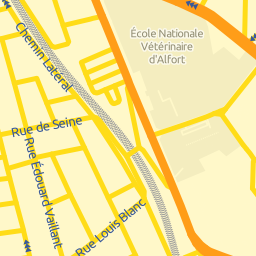 École Nationale
Vétérinaire
d'Alfort
Chemin Latéral
Rue de Seine
Rue Édouard Vaillant
Rue Louis Blanc